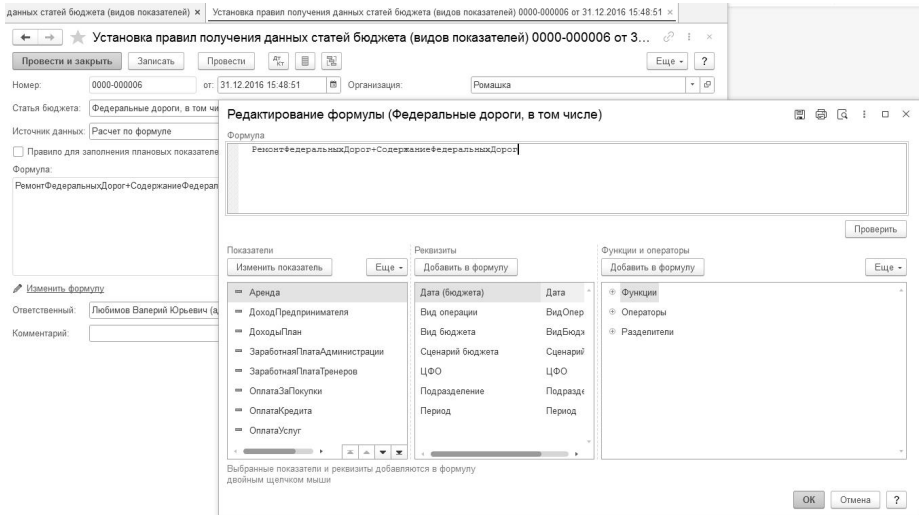 данных статей бюджета (видов показателей) ×
Установка правил получения данных статей бюджета (видов показателей) 0000-000006 от 31.12.2016 15:48:51 ×
Установка правил получения данных статей бюджета (видов показателей) 0000-000006 от 3...
Провести и закрыть Записать Провести Дт Кт Еще ?
Номер: 0000-000006 от: 31.12.2016 15:48:51 Организация: Ромашка
Статья бюджета: Федеральные дороги, в том чи
Источник данных: Расчет по формуле
Правило для заполнения плановых показателе
Формула:
РемонтФедеральныхДорог+СодержаниеФедерал
Изменить формулу
Ответственный: Любимов Валерий Юрьевич (а
Комментарий:
Редактирование формулы (Федеральные дороги, в том числе)
Формула
РемонтФедеральныхДорог+СодержаниеФедеральныхДорог
Проверить
Показатели Реквизиты Функции и операторы
Изменить показатель Еще Добавить в формулу Добавить в формулу Еще
Аренда Дата (бюджета) Дата Функции
ДоходПредпринимателя Вид операции ВидОпер Операторы
ДоходыПлан Вид бюджета ВидБюдж Разделители
ЗаработнаяПлатаАдминистрации Сценарий бюджета Сценарий
ЗаработнаяПлатаТренеров ЦФО ЦФО
ОплатаЗаПокупки Подразделение Подразде
ОплатаКредита Период Период
ОплатаУслуг
Выбранные показатели и реквизиты добавляются в формулу
двойным щелчком мыши
ОК Отмена ?